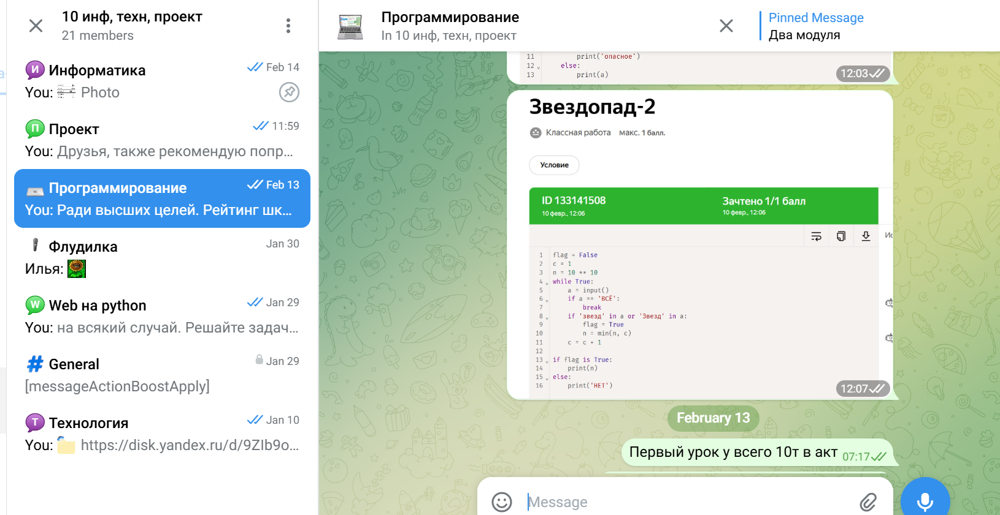 10 инф, техн, проект
21 members
И Информатика
Feb 14
You: Photo
П Проект
11:59
You: Друзья, также рекомендую попр...
Программирование
Feb 13
You: Ради высших целей. Рейтинг шк...
Флудилка
Jan 30
Илья:
W Web на python
Jan 29
You: на всякий случай. Решайте задач...
# General
Jan 29
[messageActionBoostApply]
Т Технология
Jan 10
You: https://disk.yandex.ru/d/9ZIb9o...
Программирование
In 10 инф, техн, проект
Pinned Message
Два модуля
11 print('опасное')
12 else:
13 print(a)
12:03
Звездопад-2
Классная работа макс. 1 балл.
Условие
ID 133141508 Зачтено 1/1 балл
10 февр., 12:06 10 февр., 12:06
Ис
1 flag = False
2 c = 1
3 n = 10 ** 10
4 while True:
5 a = input()
6 if a == 'ВСЁ':
7 break
8 if 'звезд' in a or 'Звезд' in a:
9 flag = True
10 n = min(n, c)
11 c = c + 1
12
13 if flag is True:
14 print(n)
15 else:
16 print('НЕТ')
12:07
February 13
Первый урок у всего 10т в акт 07:17
Message